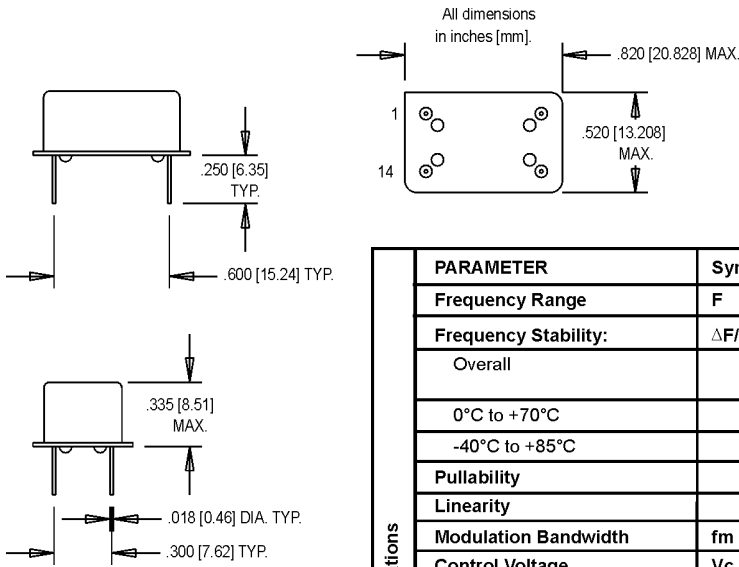 All dimensions
in inches [mm].
.820 [20.828] MAX.
1
14
.520 [13.208]
MAX.
.250 [6.35]
TYP.
.600 [15.24] TYP.
.335 [8.51]
MAX.
.018 [0.46] DIA. TYP.
.300 [7.62] TYP.
PARAMETER
Frequency Range F
Frequency Stability: ΔF/
Overall
0°C to +70°C
-40°C to +85°C
Pullability
Linearity
Modulation Bandwidth fm
Control Voltage Vc